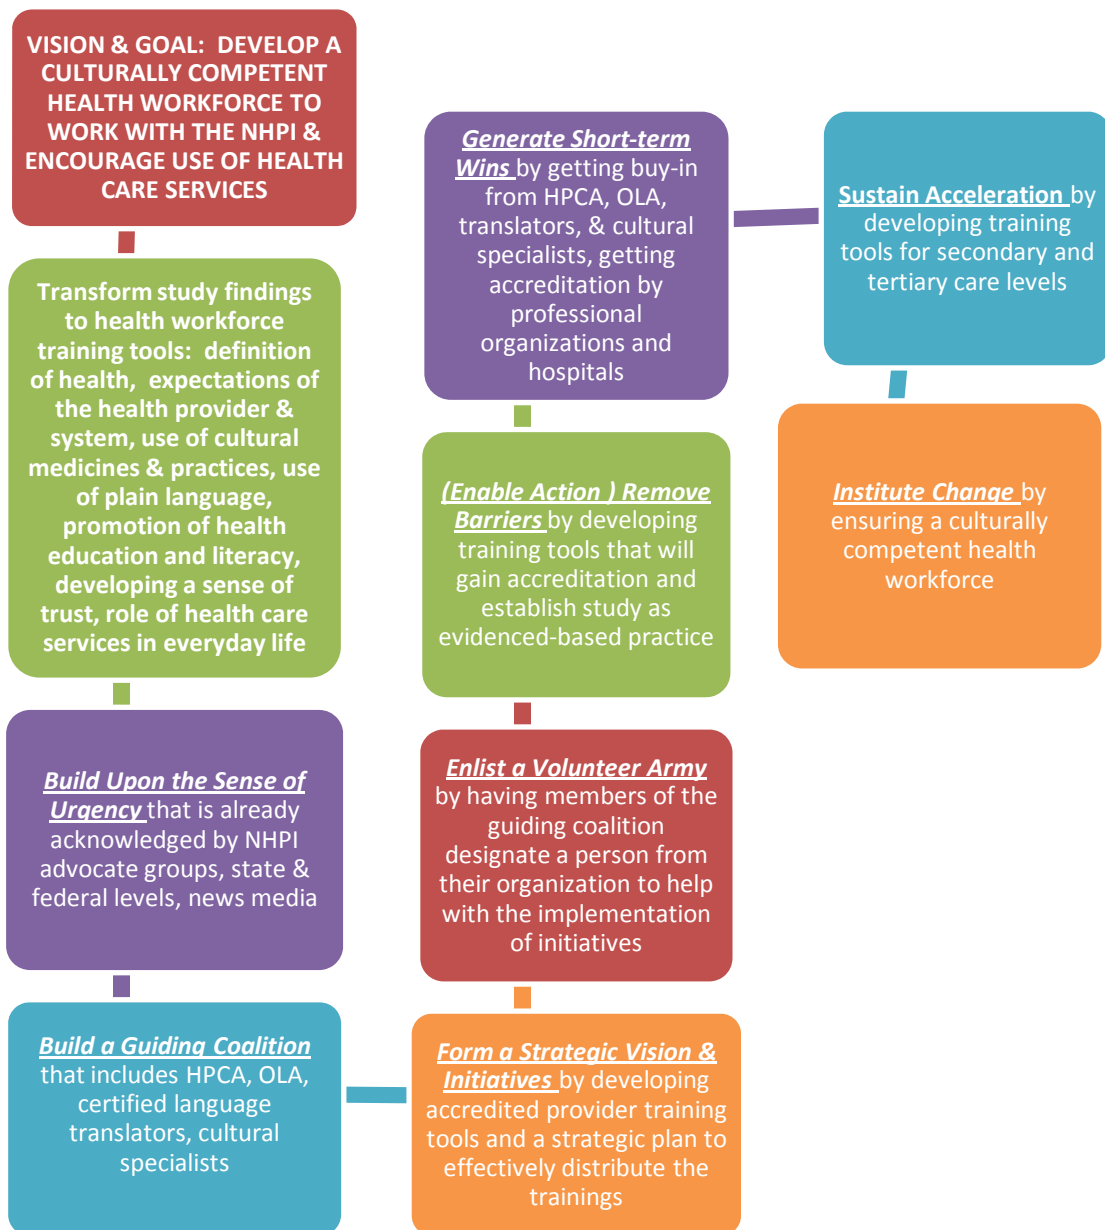 VISION & GOAL:  DEVELOP A
CULTURALLY COMPETENT
HEALTH WORKFORCE TO
WORK WITH THE NHPI &
ENCOURAGE USE OF HEALTH
CARE SERVICES
Transform study findings
to health workforce
training tools:  definition
of health,  expectations of
the health provider &
system, use of cultural
medicines & practices, use
of plain language,
promotion of health
education and literacy,
developing a sense of
trust, role of health care
services in everyday life
Build Upon the Sense of
Urgency that is already
acknowledged by NHPI
advocate groups, state &
federal levels, news media
Build a Guiding Coalition
that includes HPCA, OLA,
certified language
translators, cultural
specialists
Form a Strategic Vision &
Initiatives by developing
accredited provider training
tools and a strategic plan to
effectively distribute the
trainings
Enlist a Volunteer Army
by having members of the
guiding coalition
designate a person from
their organization to help
with the implementation
of initiatives
(Enable Action ) Remove
Barriers by developing
training tools that will
gain accreditation and
establish study as
evidenced-based practice
Generate Short-term
Wins by getting buy-in
from HPCA, OLA,
translators, & cultural
specialists, getting
accreditation by
professional
organizations and
hospitals
Sustain Acceleration by
developing training
tools for secondary and
tertiary care levels
Institute Change by
ensuring a culturally
competent health
workforce